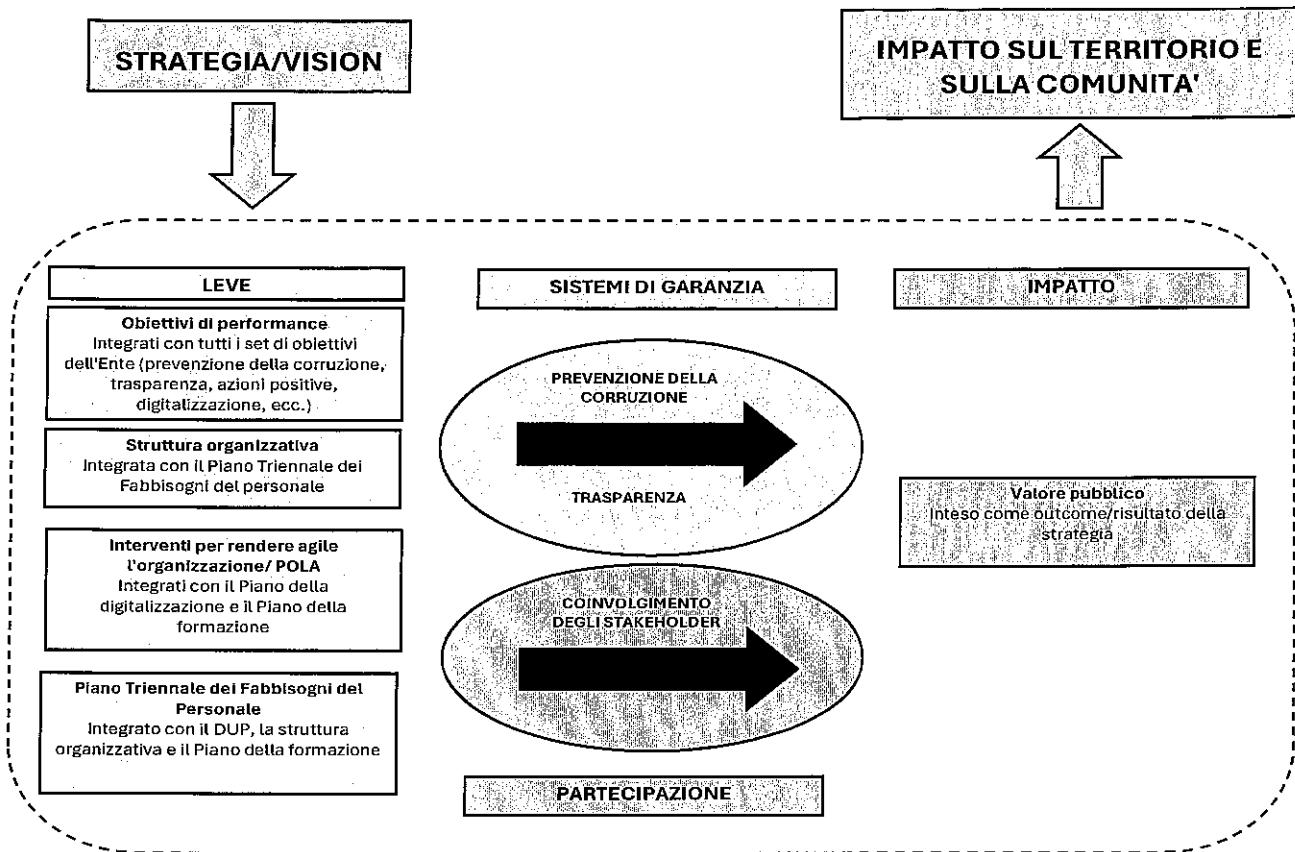 STRATEGIA/VISION
IMPATTO SUL TERRITORIO E
SULLA COMUNITA'
LEVE
Obiettivi di performance
Integrati con tutti i set di obiettivi
dell'Ente (prevenzione della corruzione,
trasparenza, azioni positive,
digitalizzazione, ecc.)
Struttura organizzativa
Integrata con il Piano Triennale dei
Fabbisogni del personale
Interventi per rendere agile
l'organizzazione/ POLA
Integrati con il Piano della
digitalizzazione e il Piano della
formazione
Piano Triennale dei Fabbisogni del
Personale
Integrato con il DUP, la struttura
organizzativa e il Piano della formazione
SISTEMI DI GARANZIA
PREVENZIONE DELLA
CORRUZIONE
TRASPARENZA
COINVOLGIMENTO
DEGLI STAKEHOLDER
PARTECIPAZIONE
IMPATTO
Valore pubblico
Inteso come outcome/risultato della
strategia